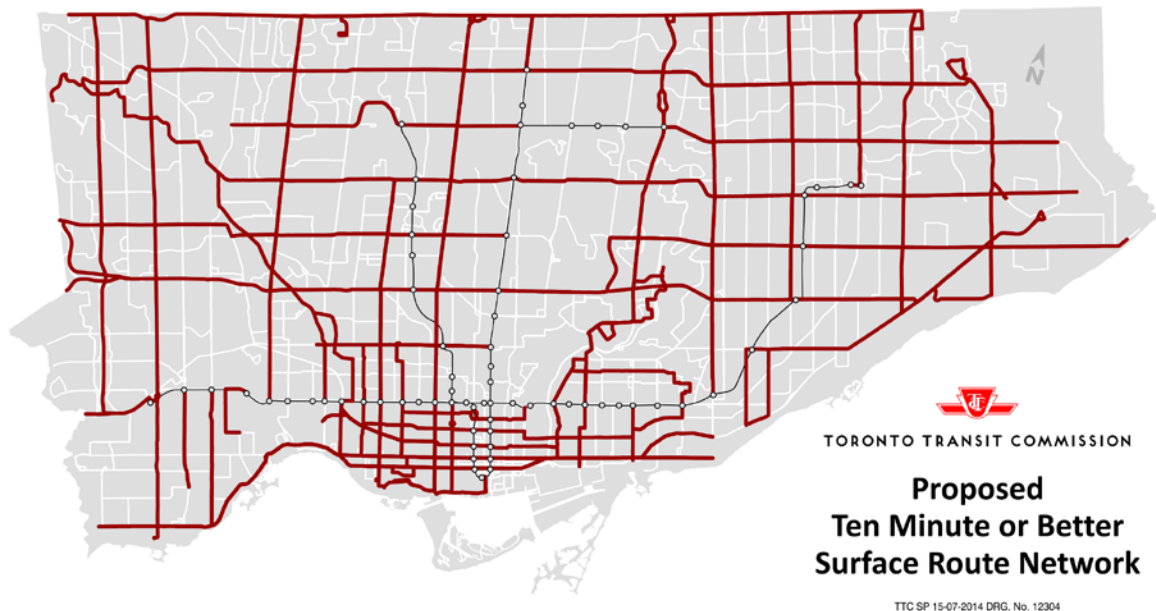 N
TTC
TORONTO TRANSIT COMMISSION
Proposed
Ten Minute or Better
Surface Route Network
TTC SP 15-07-2014 DRG. No. 12304